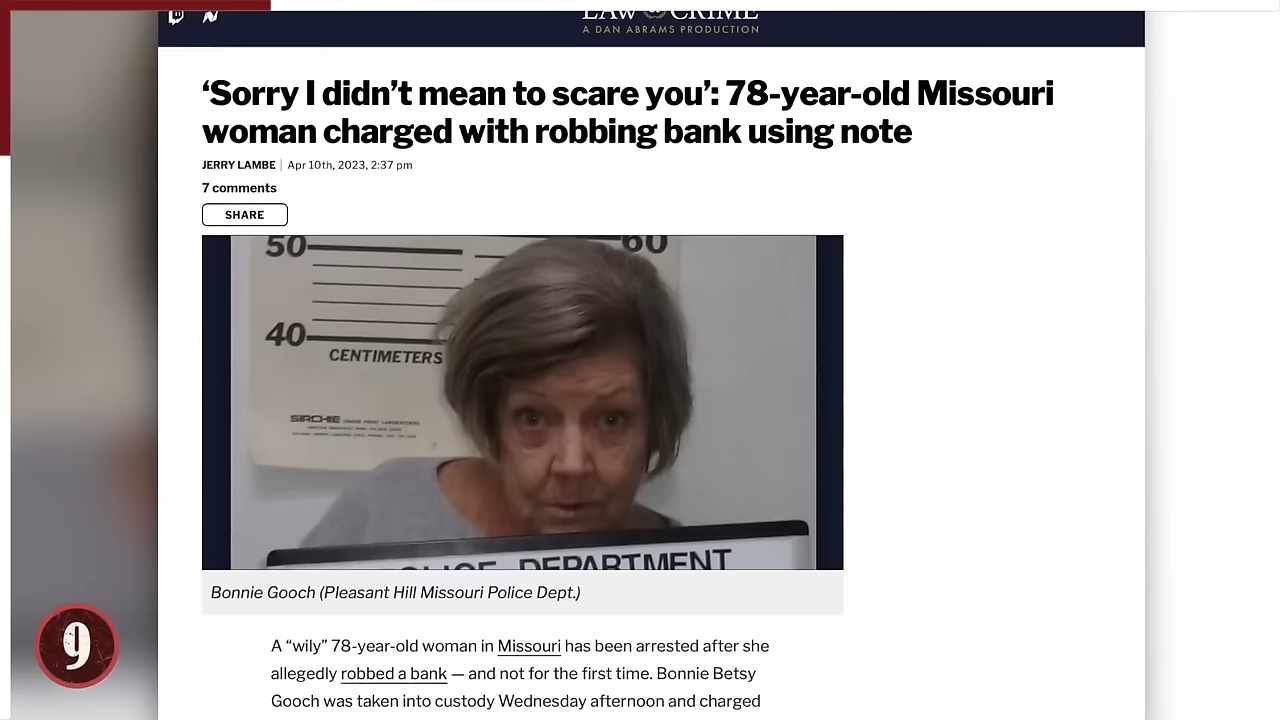 LAW & CRIME
A DAN ABRAMS PRODUCTION
‘Sorry I didn’t mean to scare you’: 78-year-old Missouri
woman charged with robbing bank using note
JERRY LAMBE | Apr 10th, 2023, 2:37 pm
7 comments
SHARE
50 60
40
CENTIMETERS
SIRCHIE
POLICE DEPARTMENT
Bonnie Gooch (Pleasant Hill Missouri Police Dept.)
A “wily” 78-year-old woman in Missouri has been arrested after she
allegedly robbed a bank — and not for the first time. Bonnie Betsy
Gooch was taken into custody Wednesday afternoon and charged
9